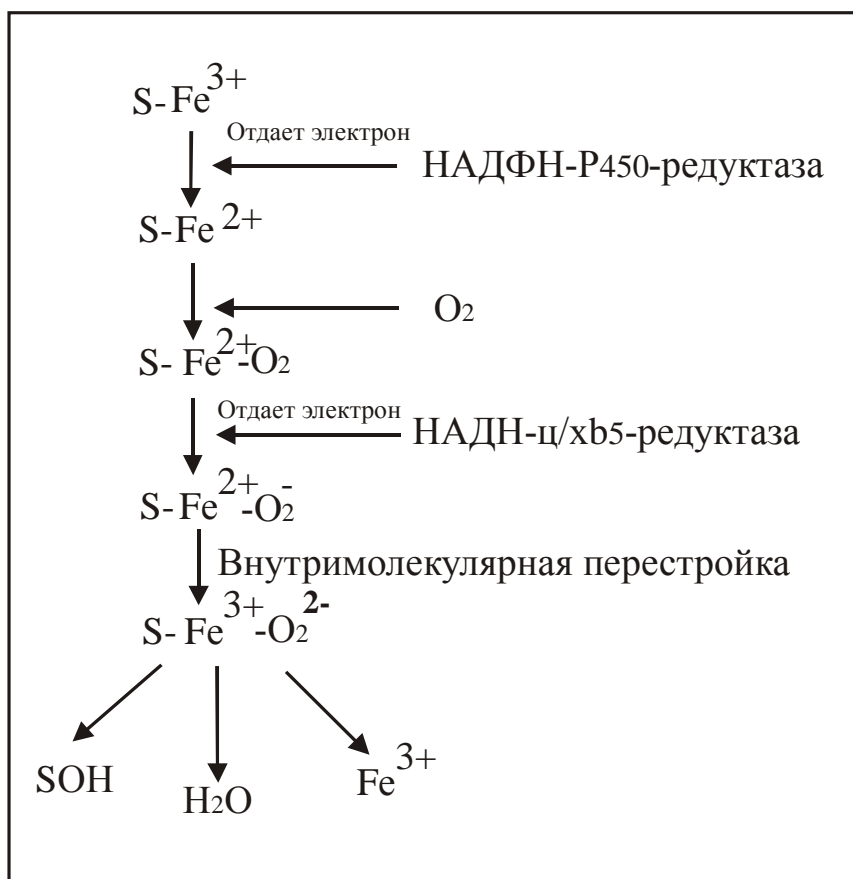 S-Fe³⁺
Отдает электрон
НАДФН-Р450-редуктаза
S-Fe²⁺
O₂
S-Fe²⁺-O₂
Отдает электрон
НАДН-ц/хb5-редуктаза
S-Fe²⁺-O₂⁻
Внутримолекулярная перестройка
S-Fe³⁺-O₂²⁻
SOH H₂O Fe³⁺